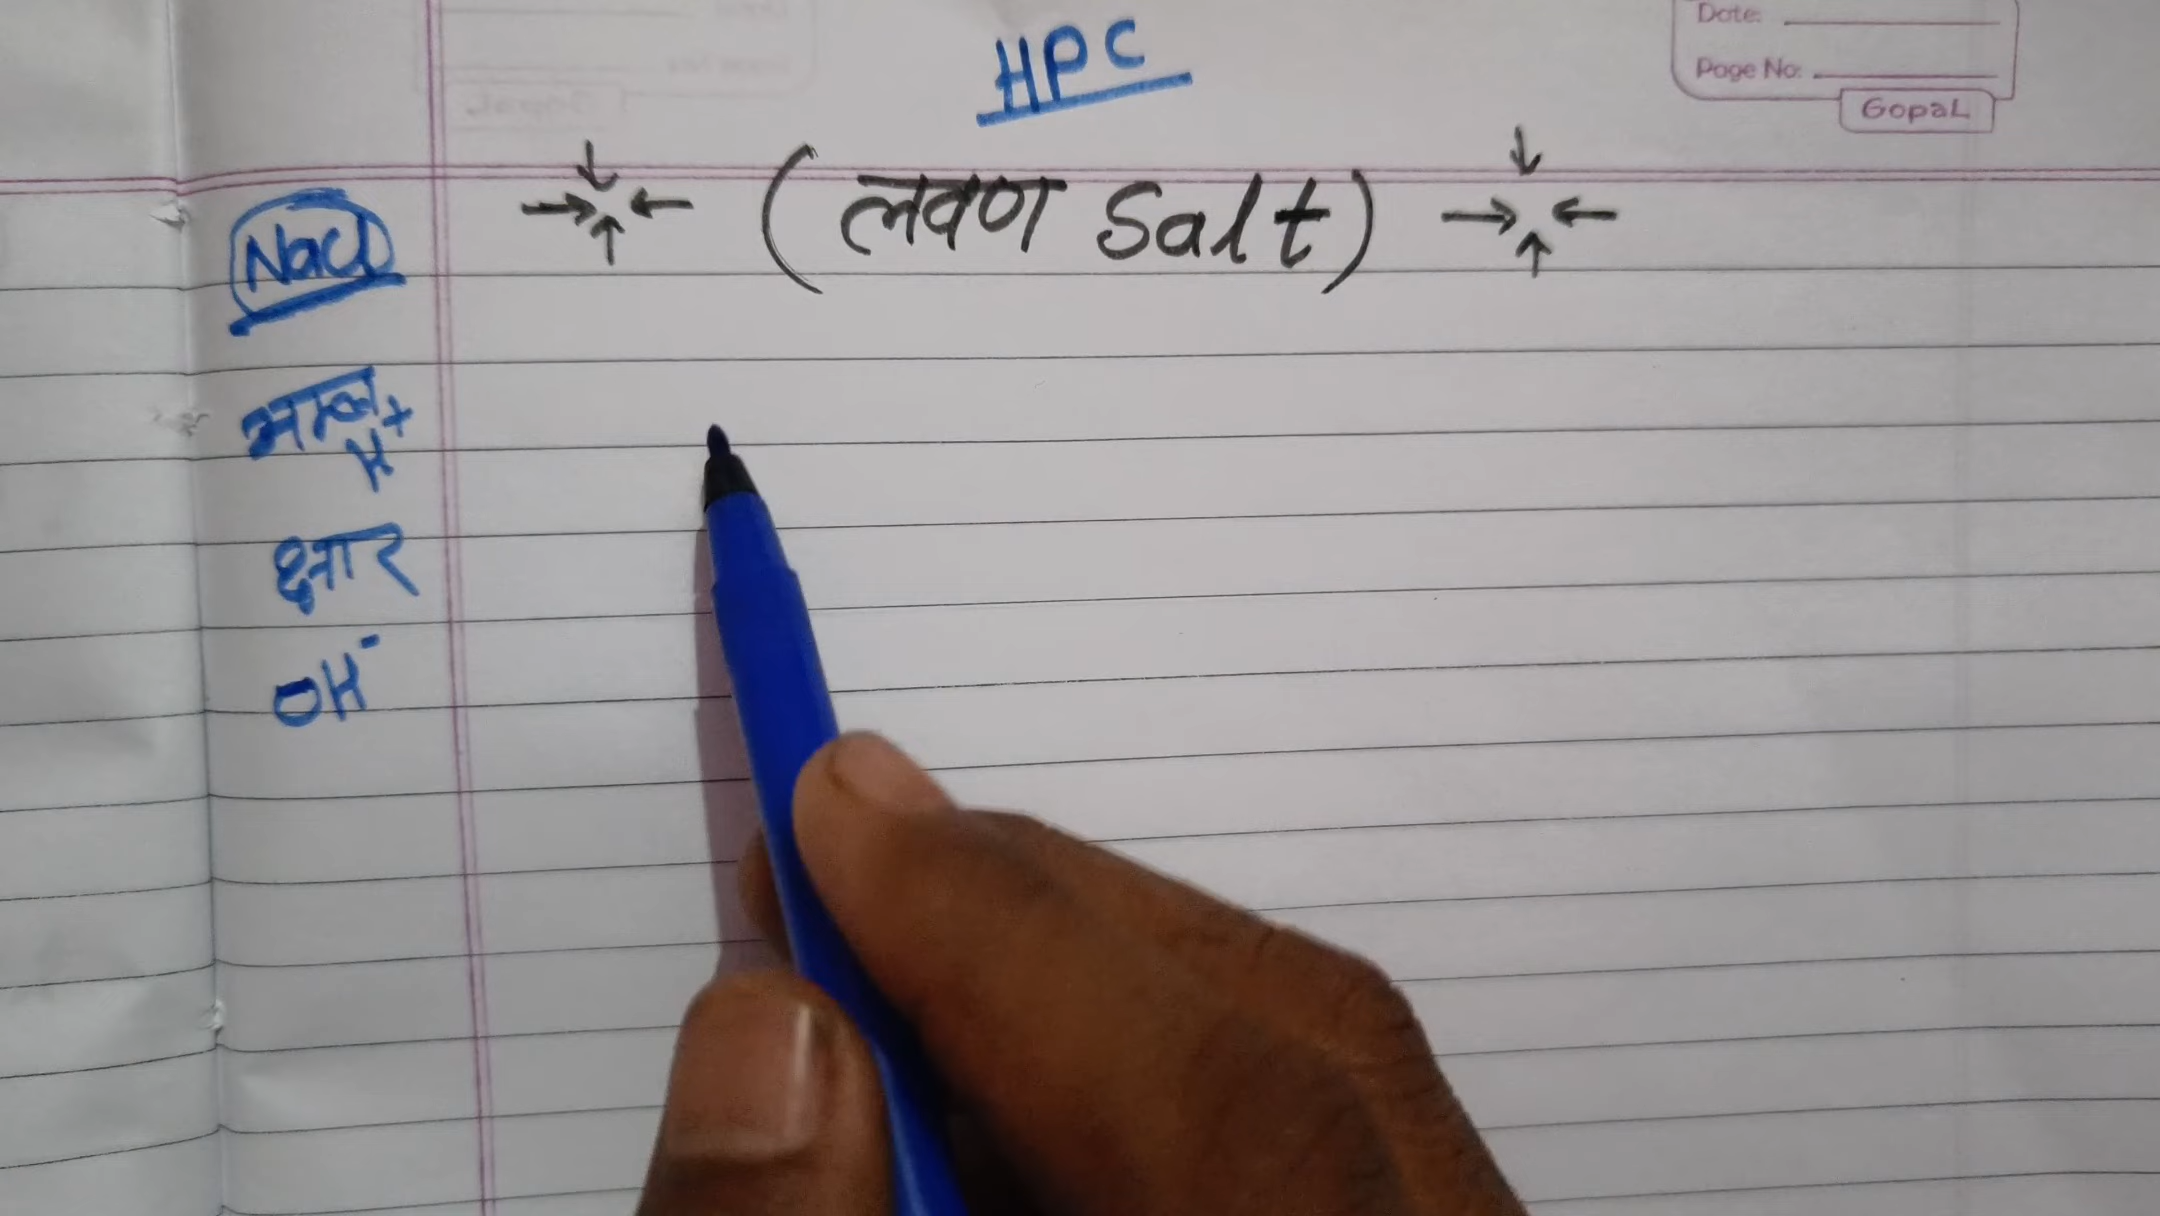 HPC
Date:
Page No:
GopaL
(लवण Salt)
NaCl
अम्ल
H+
क्षार
OH-